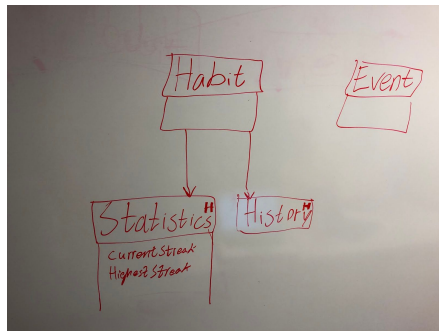 Habit
Event
Statistics H
History H
Current Streak
Highest Streak